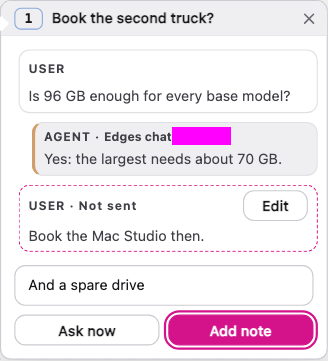 1 Book the second truck?
USER
Is 96 GB enough for every base model?
AGENT · Edges chat
Yes: the largest needs about 70 GB.
USER · Not sent
Edit
Book the Mac Studio then.
And a spare drive
Ask now
Add note